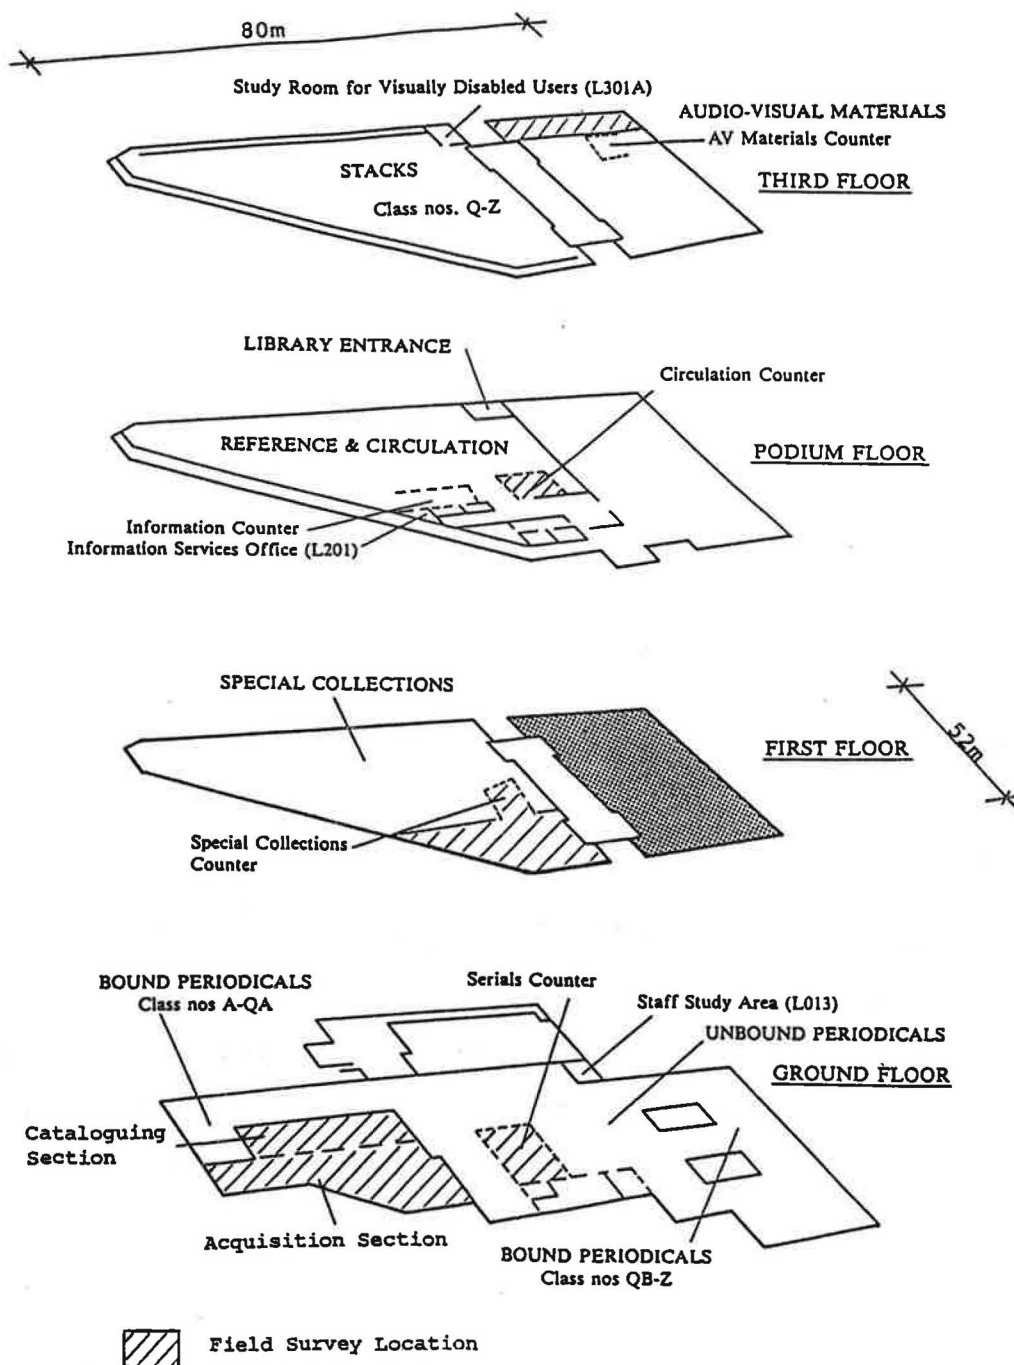 80m
Study Room for Visually Disabled Users (L301A)
AUDIO-VISUAL MATERIALS
AV Materials Counter
STACKS
THIRD FLOOR
Class nos. Q-Z
LIBRARY ENTRANCE
Circulation Counter
REFERENCE & CIRCULATION
PODIUM FLOOR
Information Counter
Information Services Office (L201)
SPECIAL COLLECTIONS
FIRST FLOOR
52m
Special Collections
Counter
BOUND PERIODICALS
Class nos A-QA
Serials Counter
Staff Study Area (L013)
UNBOUND PERIODICALS
GROUND FLOOR
Cataloguing
Section
Acquisition Section
BOUND PERIODICALS
Class nos QB-Z
Field Survey Location